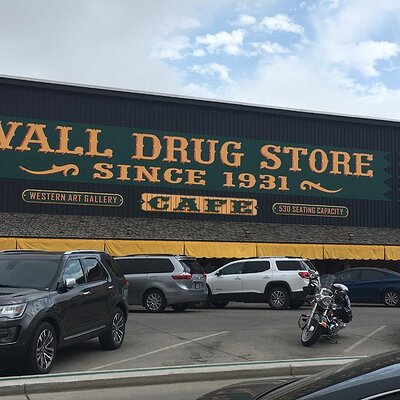 WALL DRUG STORE
SINCE 1931
WESTERN ART GALLERY
CAFE
530 SEATING CAPACITY